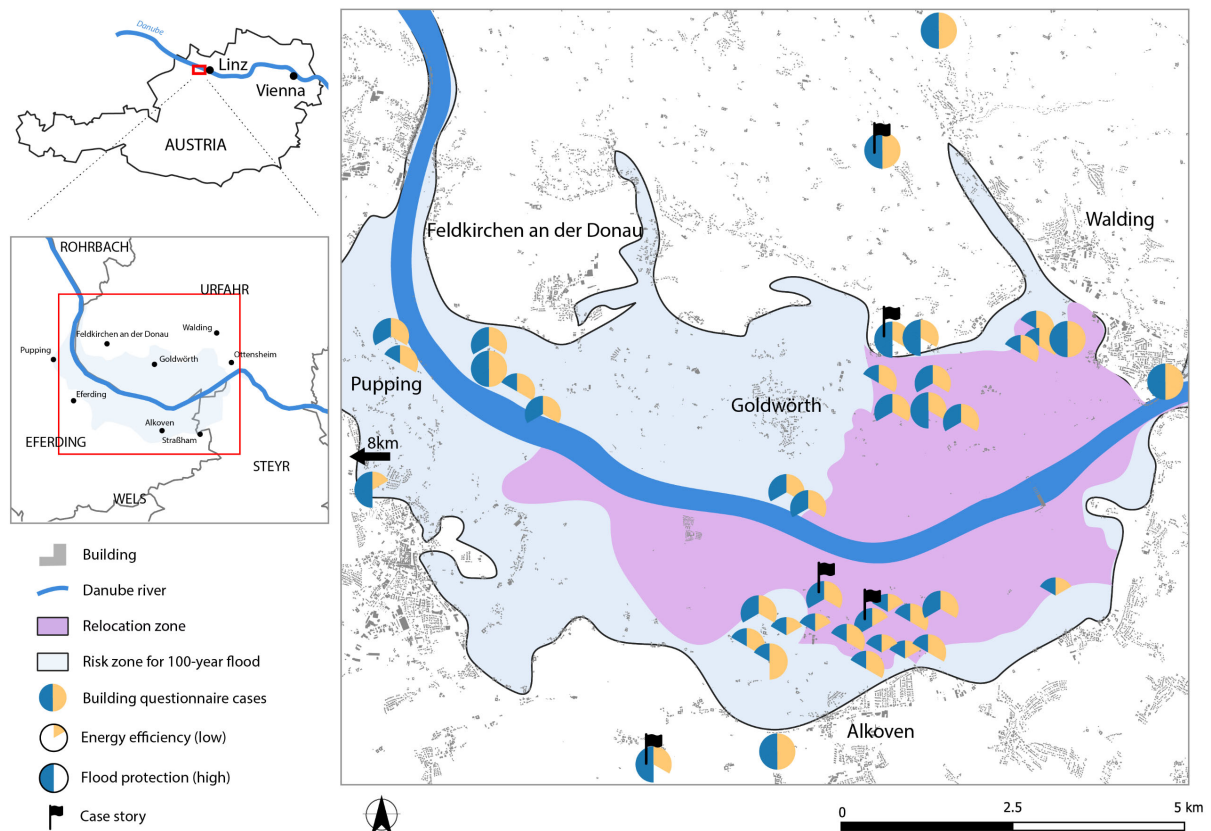 Danube
Linz
Vienna
AUSTRIA
ROHRBACH
URFAHR
Feldkirchen an der Donau
Walding
Pupping
Goldwörth
Ottensheim
Eferding
Alkoven
Straßham
EFERDING
STEYR
WELS
Building
Danube river
Relocation zone
Risk zone for 100-year flood
Building questionnaire cases
Energy efficiency (low)
Flood protection (high)
Case story
Feldkirchen an der Donau
Walding
Pupping
Goldwörth
8km
Alkoven
0
2.5
5 km